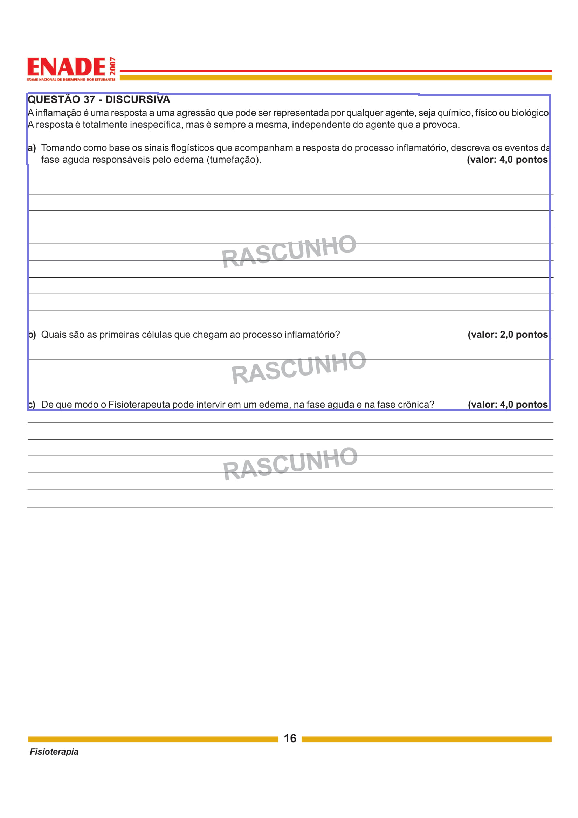 ENADE 2007
EXAME NACIONAL DE DESEMPENHO DOS ESTUDANTES
QUESTÃO 37 - DISCURSIVA
A inflamação é uma resposta a uma agressão que pode ser representada por qualquer agente, seja químico, físico ou biológico
A resposta é totalmente inespecífica, mas é sempre a mesma, independente do agente que a provoca.
a) Tomando como base os sinais flogísticos que acompanham a resposta do processo inflamatório, descreva os eventos da
fase aguda responsáveis pelo edema (tumefação). (valor: 4,0 pontos
RASCUNHO
b) Quais são as primeiras células que chegam ao processo inflamatório? (valor: 2,0 pontos
RASCUNHO
c) De que modo o Fisioterapeuta pode intervir em um edema, na fase aguda e na fase crônica? (valor: 4,0 pontos
RASCUNHO
16
Fisioterapia